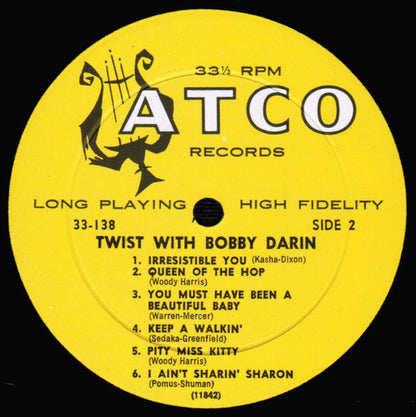 33⅓ RPM
ATCO
RECORDS
LONG PLAYING HIGH FIDELITY
33-138 SIDE 2
TWIST WITH BOBBY DARIN
1. IRRESISTIBLE YOU (Kasha-Dixon)
2. QUEEN OF THE HOP
(Woody Harris)
3. YOU MUST HAVE BEEN A
BEAUTIFUL BABY
(Warren-Mercer)
4. KEEP A WALKIN'
(Sedaka-Greenfield)
5. PITY MISS KITTY
(Woody Harris)
6. I AIN'T SHARIN' SHARON
(Pomus-Shuman)
(11842)